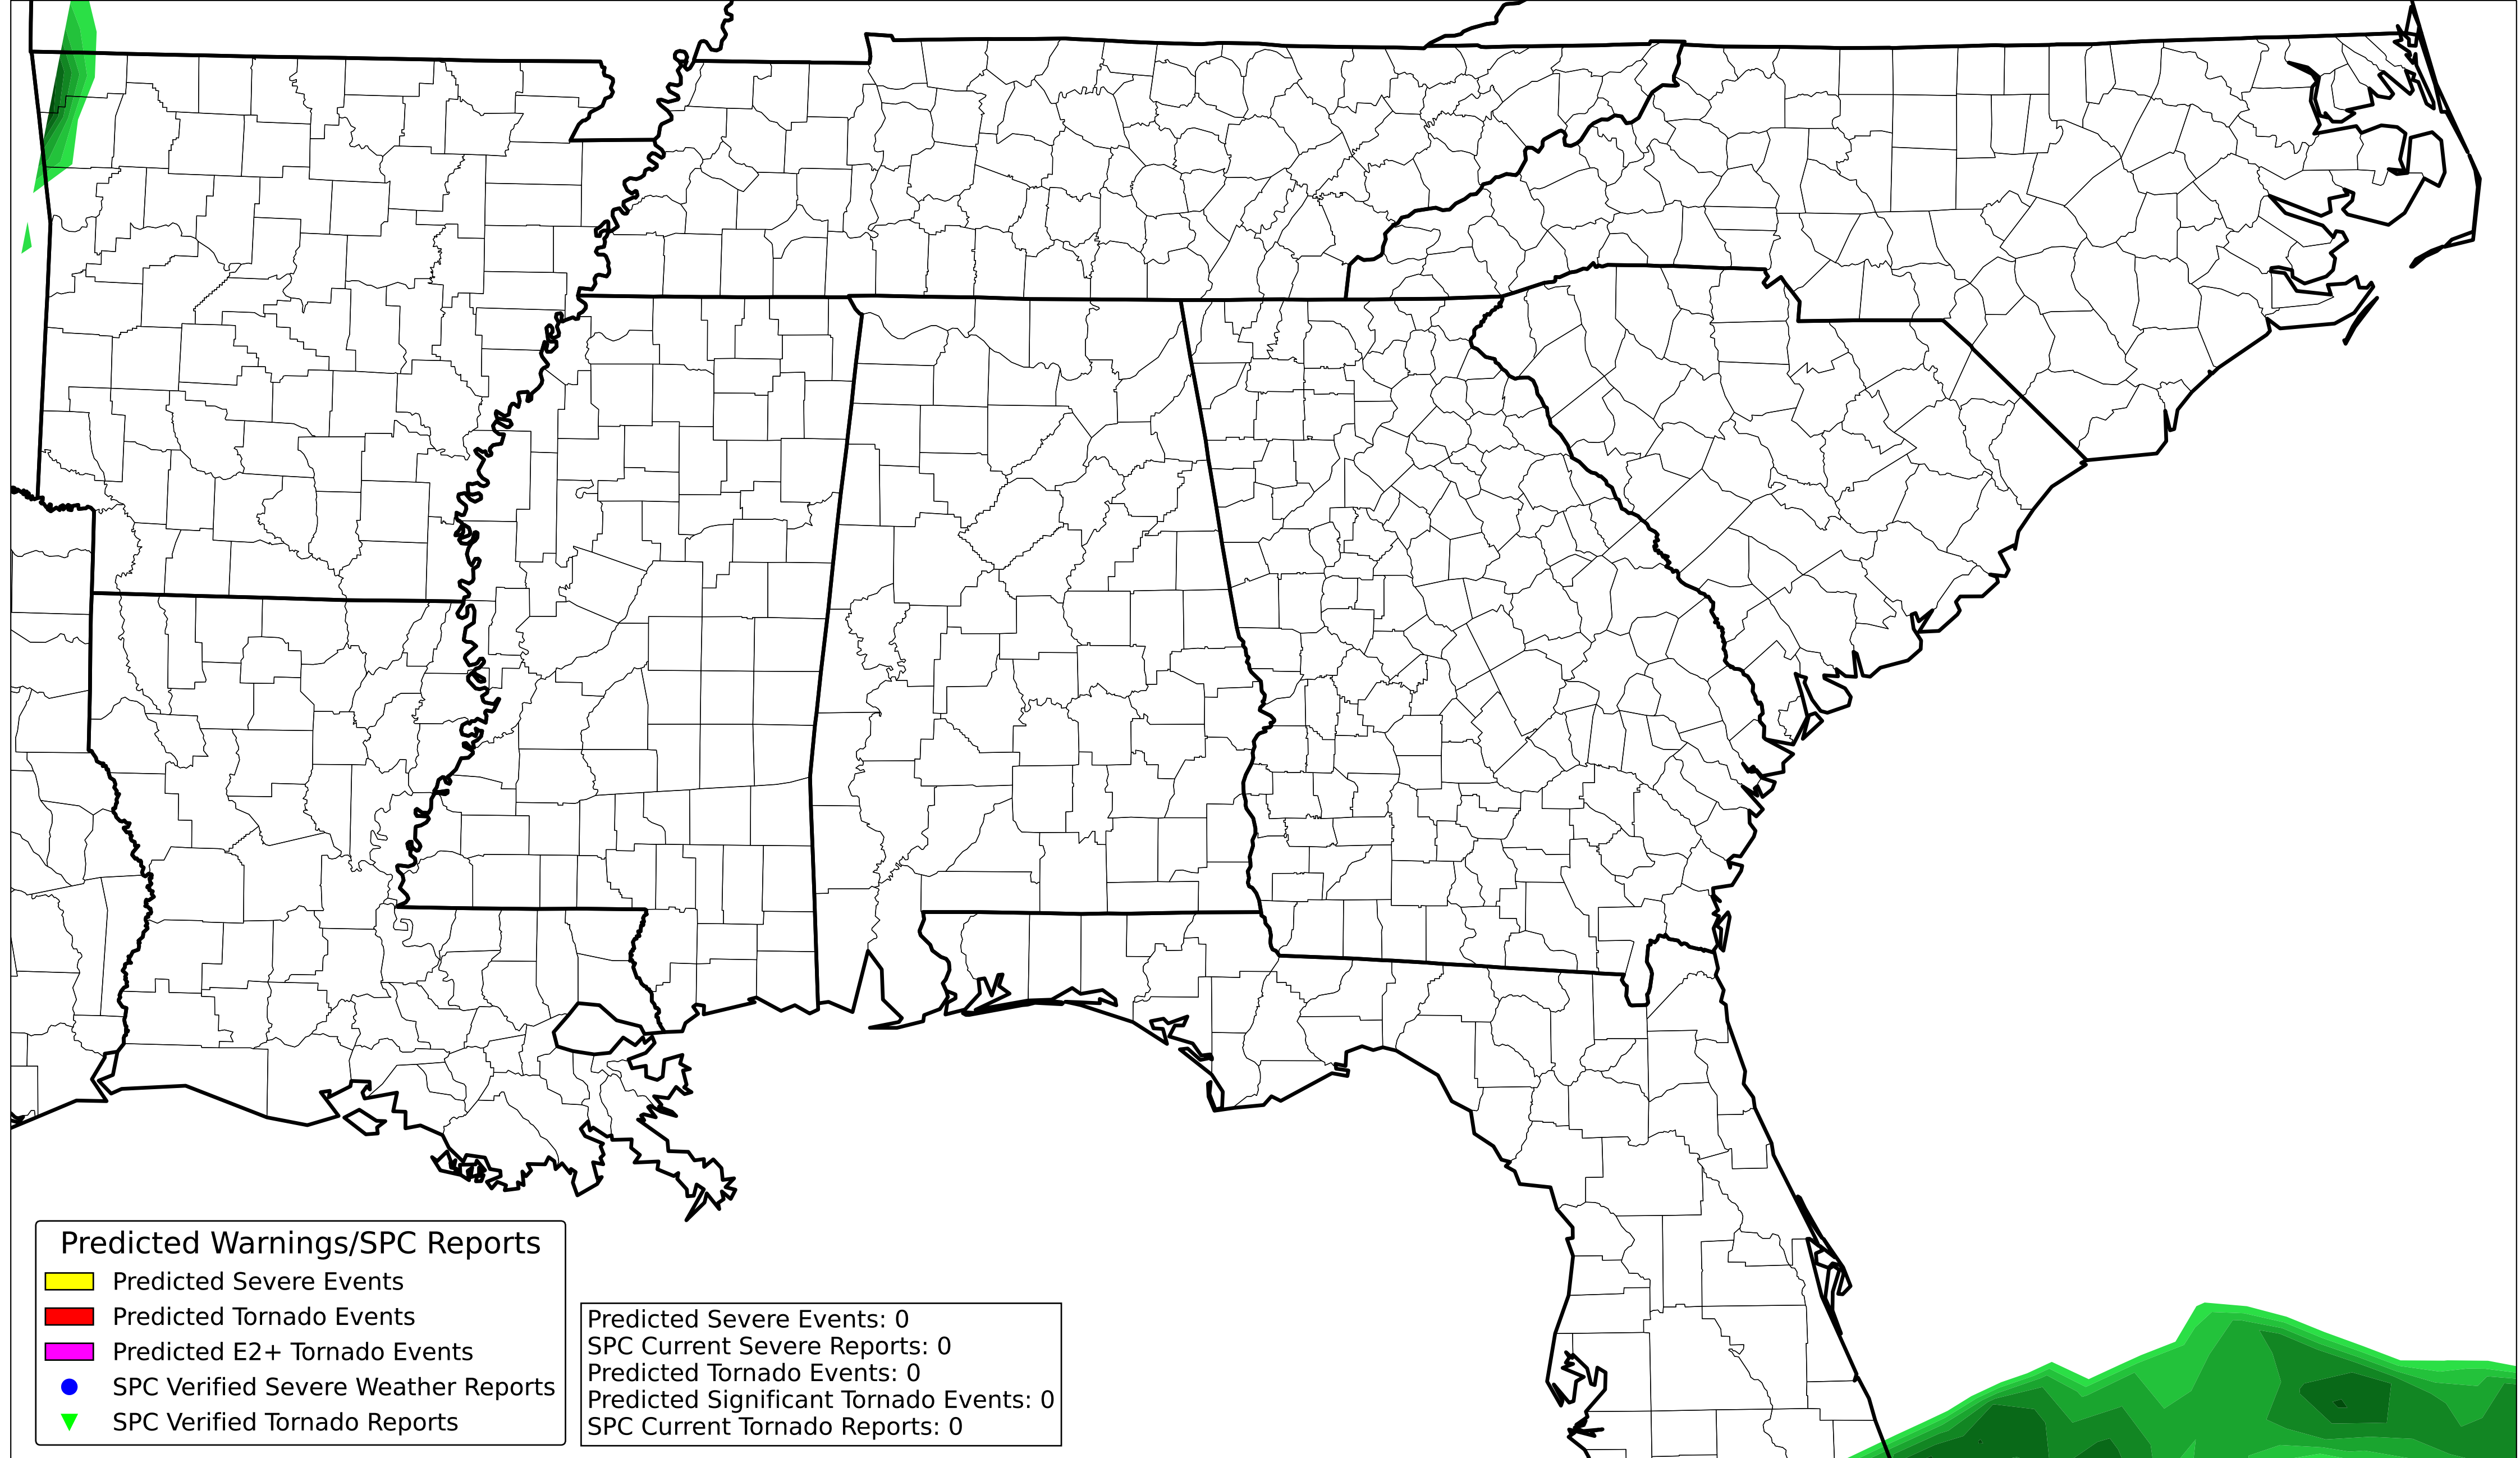 Predicted Warnings/SPC Reports
Predicted Severe Events
Predicted Tornado Events
Predicted E2+ Tornado Events
SPC Verified Severe Weather Reports
SPC Verified Tornado Reports
Predicted Severe Events: 0
SPC Current Severe Reports: 0
Predicted Tornado Events: 0
Predicted Significant Tornado Events: 0
SPC Current Tornado Reports: 0